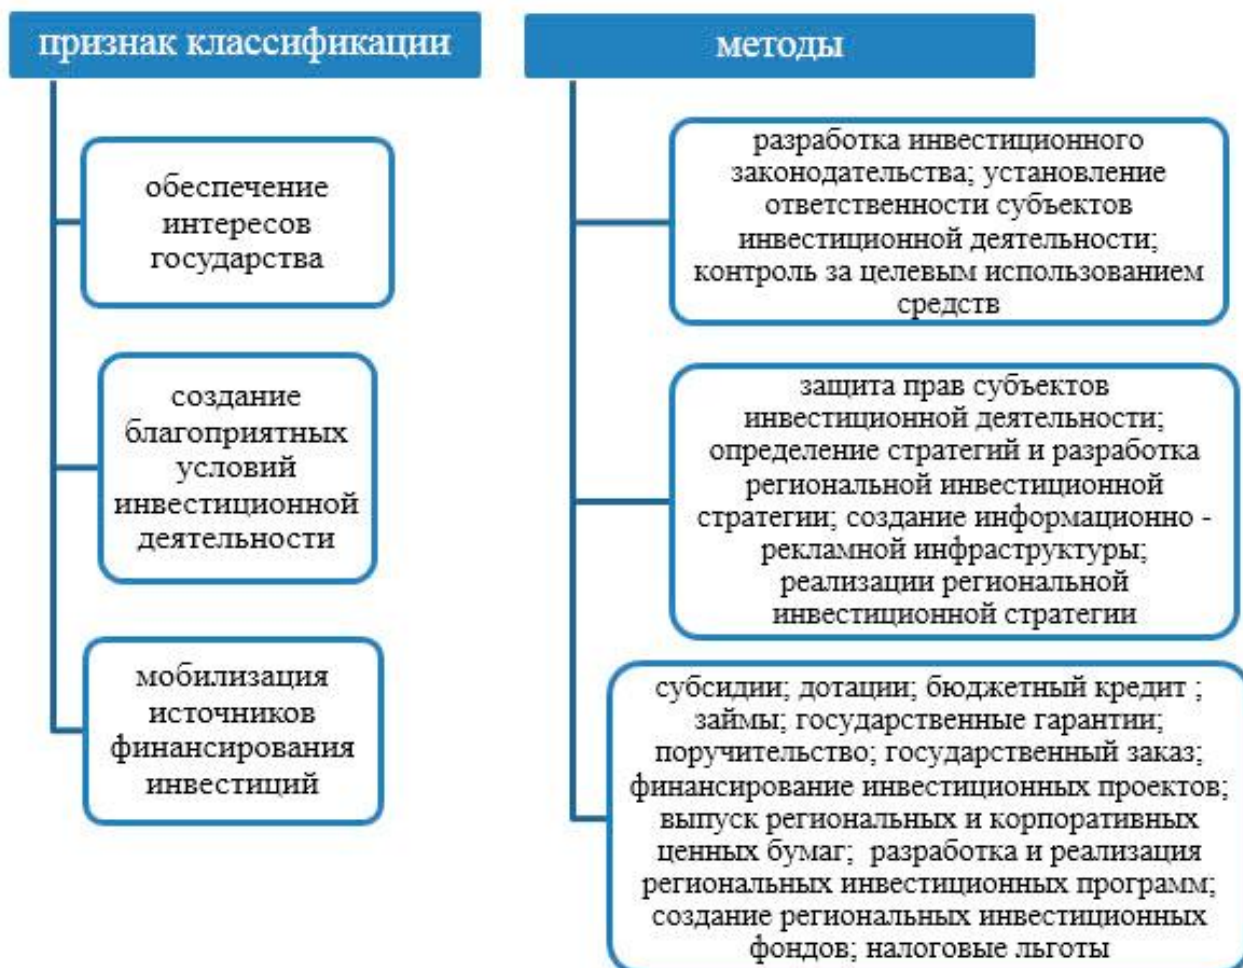 признак классификации
обеспечение
интересов
государства
создание
благоприятных
условий
инвестиционной
деятельности
мобилизация
источников
финансирования
инвестиций
методы
разработка инвестиционного
законодательства; установление
ответственности субъектов
инвестиционной деятельности;
контроль за целевым использованием
средств
защита прав субъектов
инвестиционной деятельности;
определение стратегий и разработка
региональной инвестиционной
стратегии; создание информационно -
рекламной инфраструктуры;
реализации региональной
инвестиционной стратегии
субсидии; дотации; бюджетный кредит ;
займы; государственные гарантии;
поручительство; государственный заказ;
финансирование инвестиционных проектов;
выпуск региональных и корпоративных
ценных бумаг;  разработка и реализация
региональных инвестиционных программ;
создание региональных инвестиционных
фондов; налоговые льготы